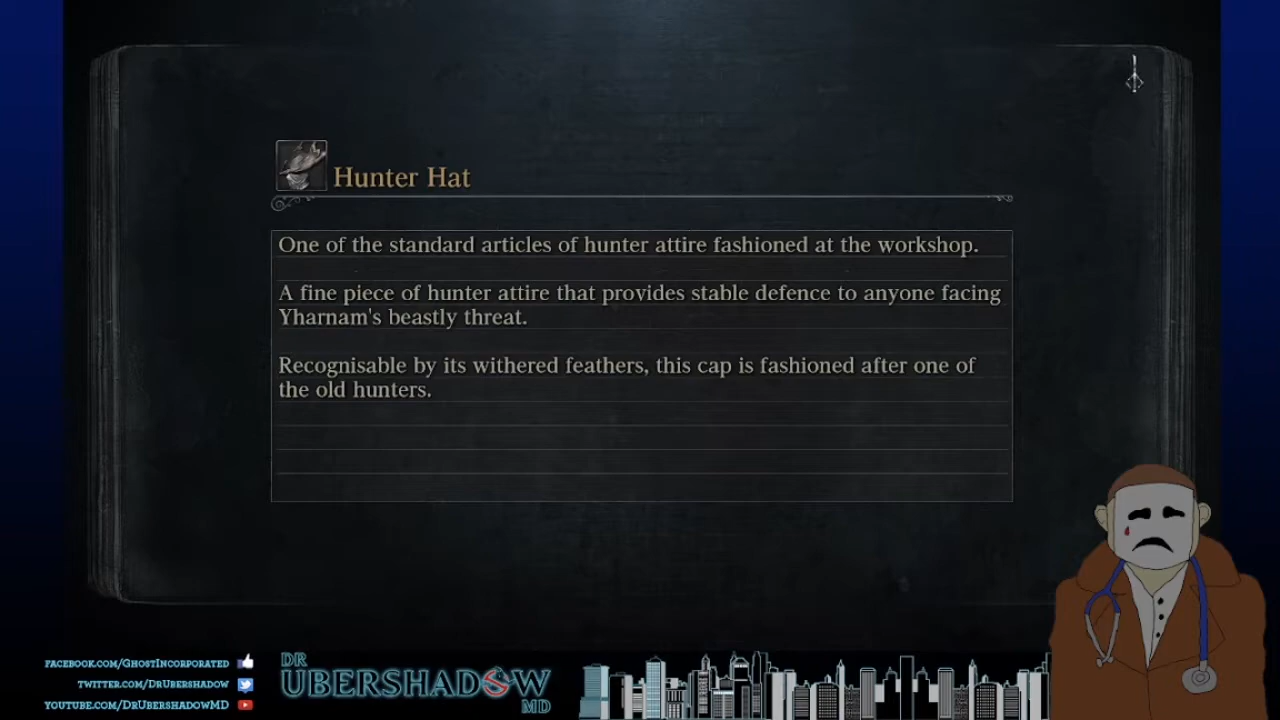 Hunter Hat
One of the standard articles of hunter attire fashioned at the workshop.
A fine piece of hunter attire that provides stable defence to anyone facing
Yharnam's beastly threat.
Recognisable by its withered feathers, this cap is fashioned after one of
the old hunters.
facebook.com/GhostIncorporated
twitter.com/DrUbershadow
youtube.com/DrUbershadowMD
DR
UBERSHADOW
MD